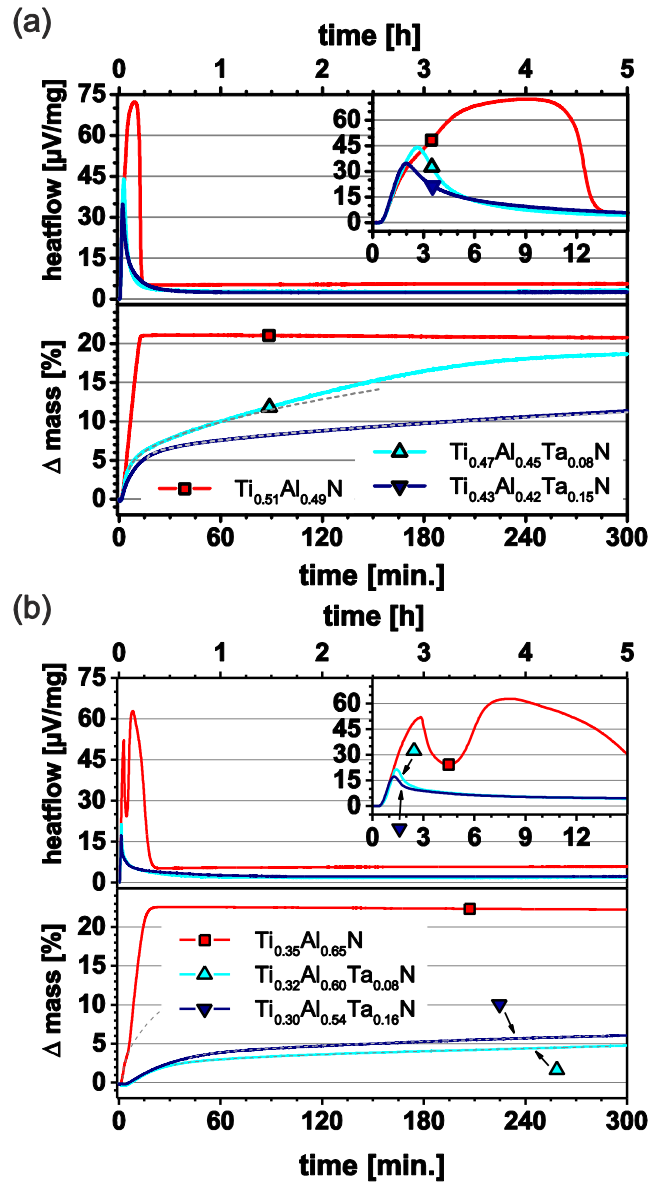 (a)
time [h]
0 1 2 3 4 5
heatflow [µV/mg]
75
60
45
30
15
0
60
45
30
15
0
0 3 6 9 12
Δ mass [%]
20
15
10
5
0
Ti0.51Al0.49N
Ti0.47Al0.45Ta0.08N
Ti0.43Al0.42Ta0.15N
0 60 120 180 240 300
time [min.]
(b)
time [h]
0 1 2 3 4 5
heatflow [µV/mg]
75
60
45
30
15
0
60
45
30
15
0
0 3 6 9 12
Δ mass [%]
20
15
10
5
0
Ti0.35Al0.65N
Ti0.32Al0.60Ta0.08N
Ti0.30Al0.54Ta0.16N
0 60 120 180 240 300
time [min.]